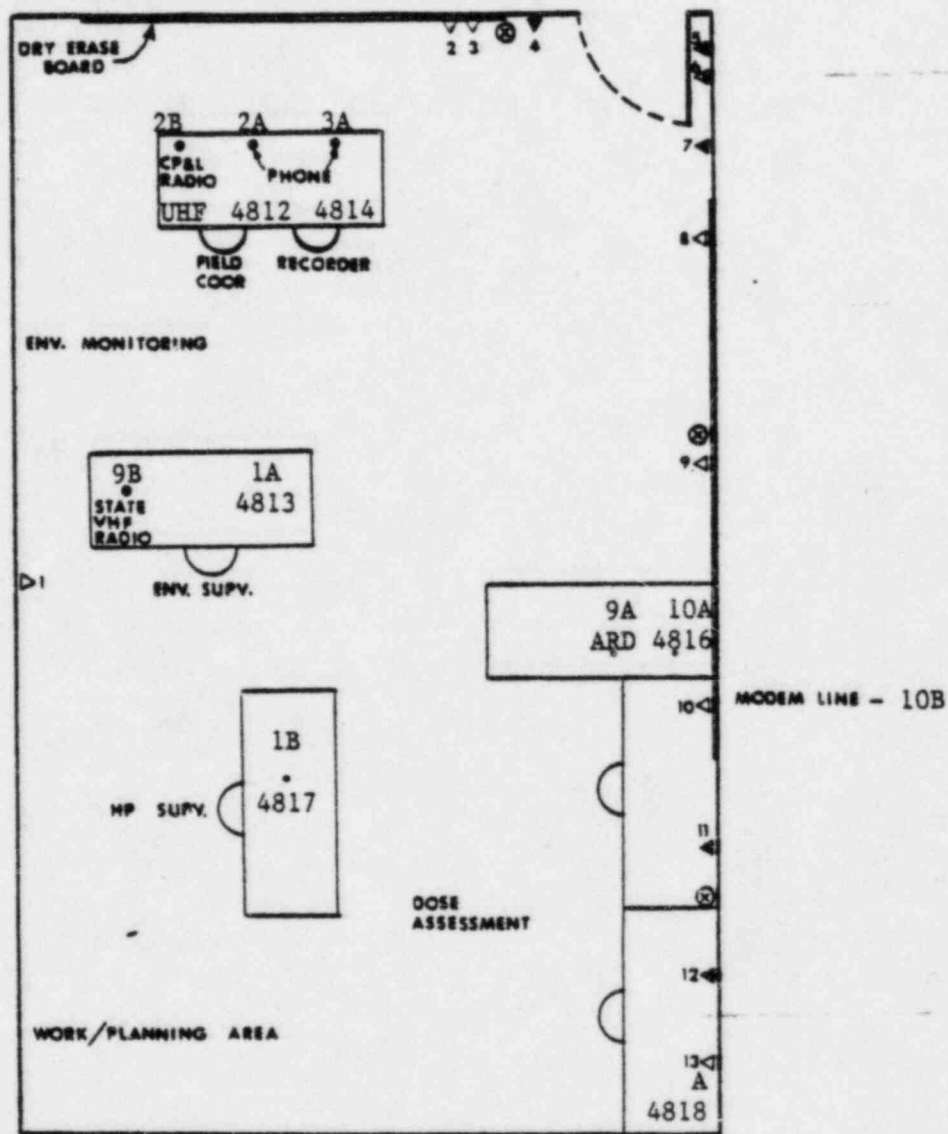 DRY ERASE
BOARD
2 3 4
2B 2A 3A
CP&L
RADIO
PHONE
UHF 4812 4814
FIELD
COOR
RECORDER
7
8
ENV. MONITORING
9
9B 1A
STATE 4813
VHF
RADIO
1
ENV. SUPV.
9A 10A
ARD 4816
10 MODEM LINE - 10B
1B
4817
HP SUPV.
11
DOSE
ASSESSMENT
12
WORK/PLANNING AREA
13
A
4818